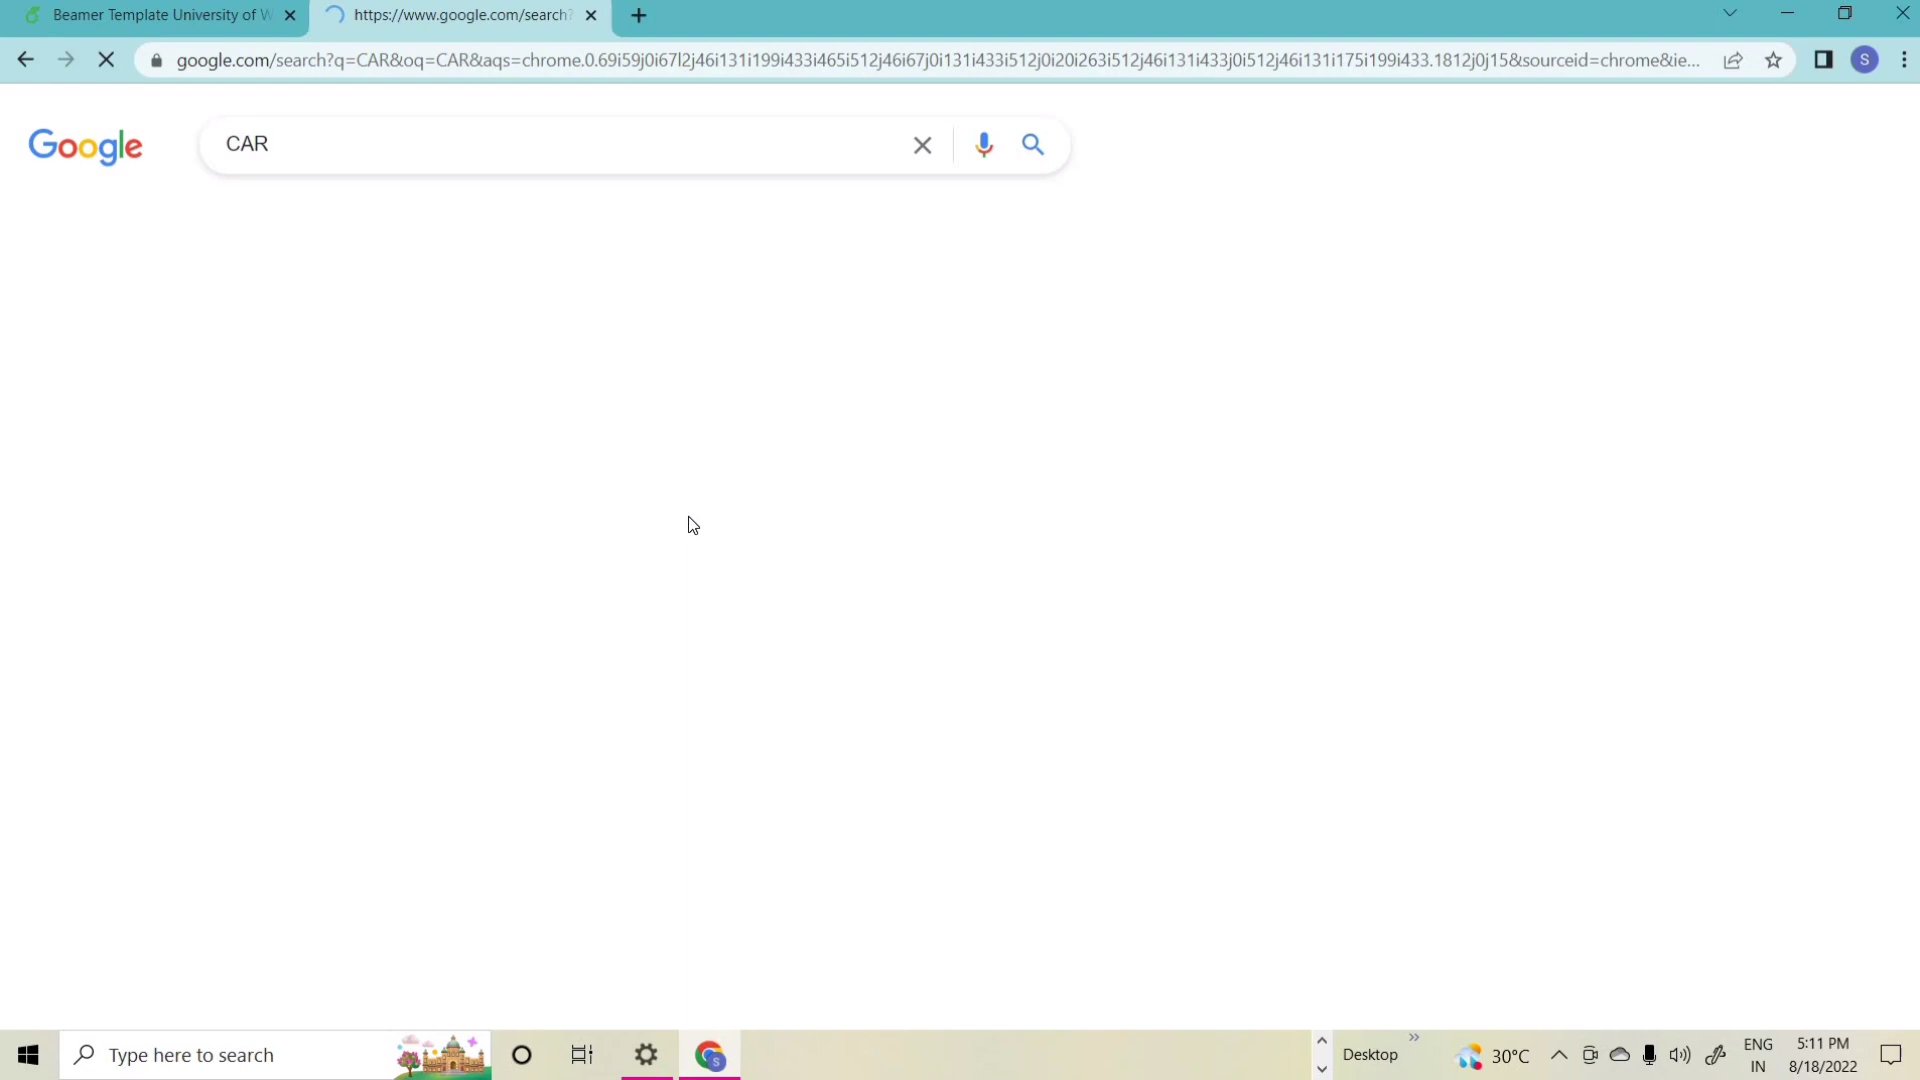 Beamer Template University of W
https://www.google.com/search?
google.com/search?q=CAR&oq=CAR&aqs=chrome.0.69i59j0i67l2j46i131i199i433i465i512j46i67j0i131i433i512j0i20i263i512j46i131i433j0i512j46i131i175i199i433.1812j0j15&sourceid=chrome&ie...
S
Google
CAR
Type here to search
S
Desktop
30°C
ENG
IN
5:11 PM
8/18/2022